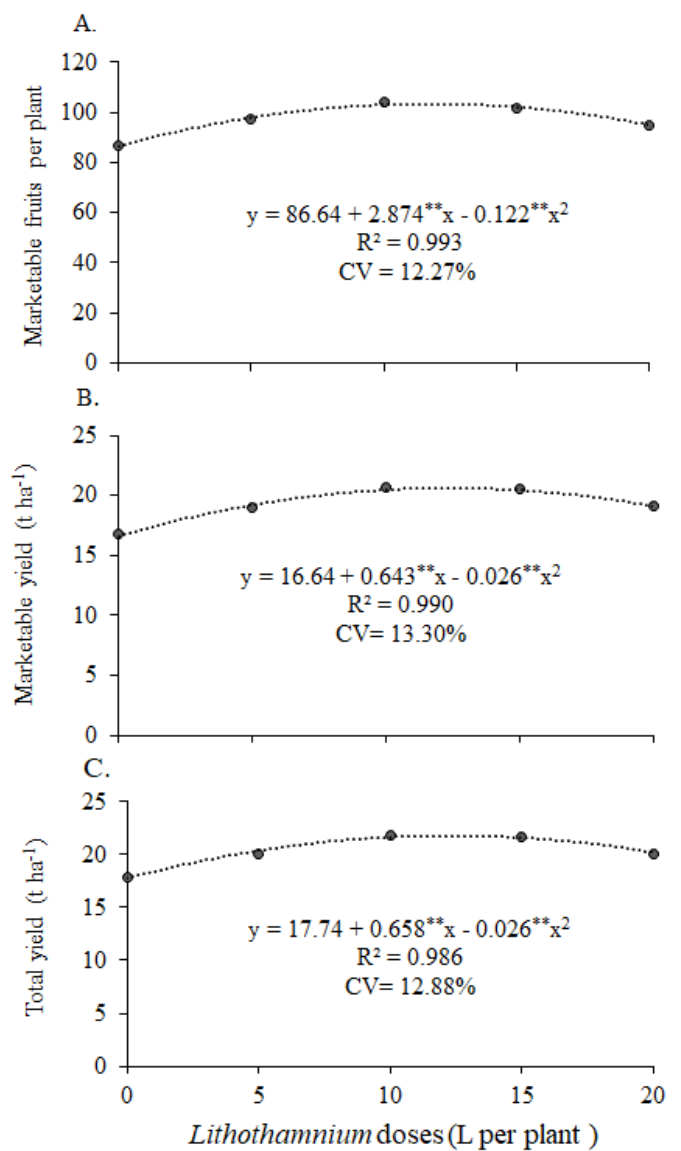 A.
Marketable fruits per plant
120
100
80
60
40
20
0
y = 86.64 + 2.874**x - 0.122**x²
R² = 0.993
CV = 12.27%
B.
Marketable yield (t ha⁻¹)
25
20
15
10
5
0
y = 16.64 + 0.643**x - 0.026**x²
R² = 0.990
CV= 13.30%
C.
Total yield (t ha⁻¹)
25
20
15
10
5
0
y = 17.74 + 0.658**x - 0.026**x²
R² = 0.986
CV= 12.88%
0 5 10 15 20
Lithothamnium doses (L per plant )